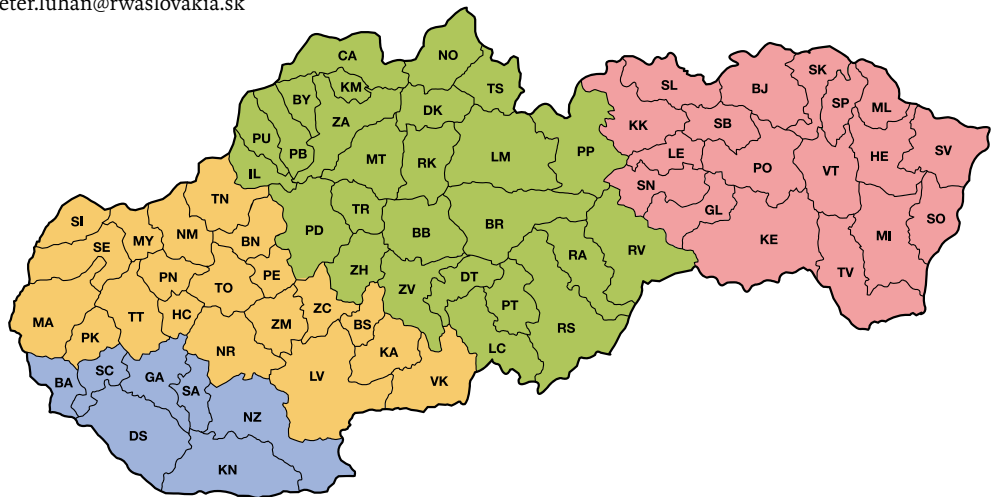 eter.luhan@rwaslovakia.sk
CA
NO
KM
BY
TS
ZA
DK
PU
PB
MT
RK
LM
PP
IL
SL
BJ
SK
SP
ML
KK
SB
LE
PO
VT
HE
SV
SN
GL
KE
MI
SO
TV
TN
SI
SE
MY
NM
BN
PD
TR
BB
BR
RA
RV
PN
TO
PE
ZH
ZV
DT
PT
RS
LC
MA
TT
HC
ZM
ZC
BS
PK
NR
KA
LV
VK
BA
SC
GA
SA
NZ
DS
KN